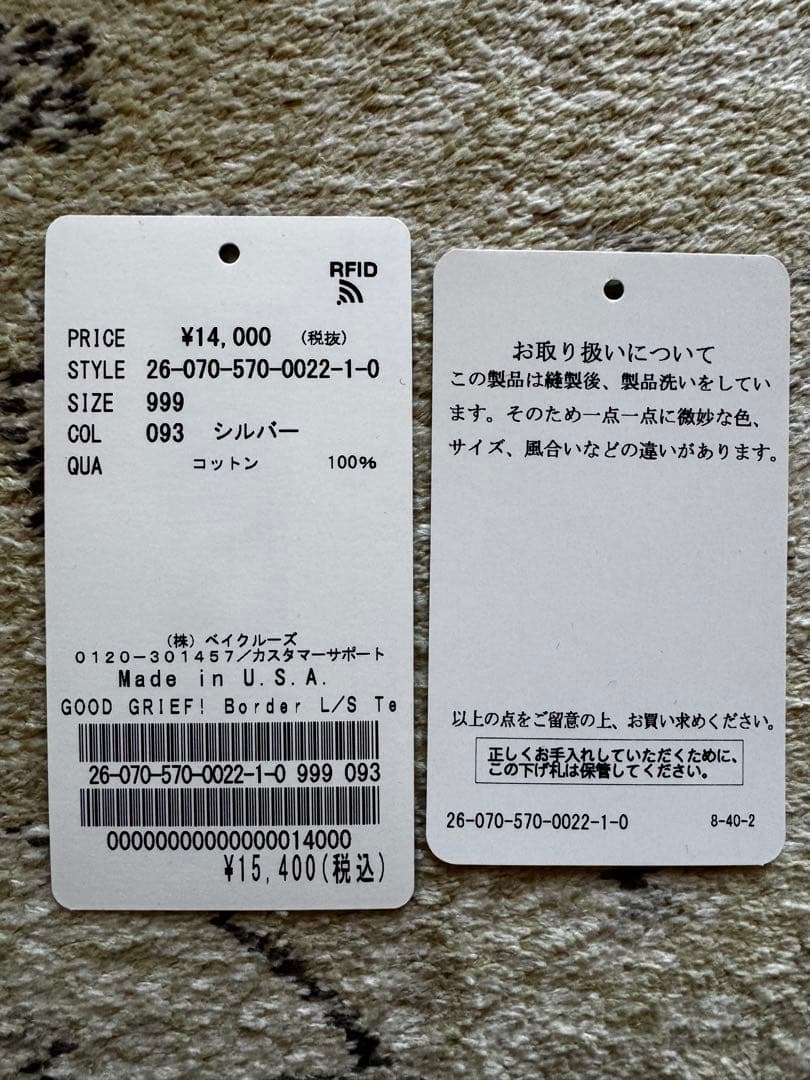 RFID
PRICE ¥14,000 (税抜)
STYLE 26-070-570-0022-1-0
SIZE 999
COL 093 シルバー
QUA コットン 100%
(株) ベイクルーズ
0120-301457/カスタマーサポート
Made in U.S.A.
GOOD GRIEF! Border L/S Te
26-070-570-0022-1-0 999 093
00000000000000014000
¥15,400(税込)
お取り扱いについて
この製品は縫製後、製品洗いをしてい
ます。そのため一点一点に微妙な色、
サイズ、風合いなどの違いがあります。
以上の点をご留意の上、お買い求めください。
正しくお手入れしていただくために、
この下げ札は保管してください。
26-070-570-0022-1-0 8-40-2